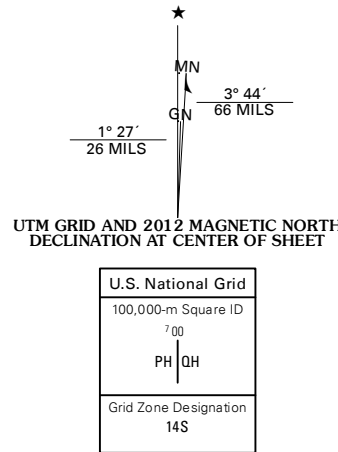 ★
MN
3° 44´
66 MILS
GN
1° 27´
26 MILS
UTM GRID AND 2012 MAGNETIC NORTH
DECLINATION AT CENTER OF SHEET
U.S. National Grid
100,000-m Square ID
⁷00
PH QH
Grid Zone Designation
14S